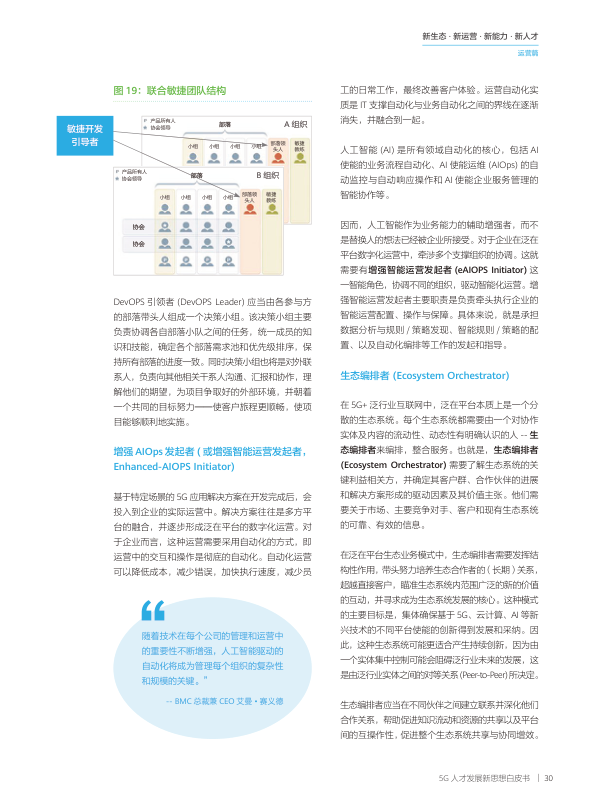 新生态 · 新运营 · 新能力 · 新人才
运营篇
图 19：联合敏捷团队结构
敏捷开发
引导者
P 产品所有人
协会领导
部落
A 组织
小组
小组
小组
小组
部落领
头人
敏捷
教练
P 产品所有人
协会领导
部落
B 组织
小组
小组
小组
小组
部落领
头人
敏捷
教练
协会
协会
P
P
P
P
DevOPS 引领者 (DevOPS Leader) 应当由各参与方
的部落带头人组成一个决策小组。该决策小组主要
负责协调各自部落小队之间的任务，统一成员的知
识和技能，确定各个部落需求池和优先级排序，保
持所有部落的进度一致。同时决策小组也将是对外联
系人，负责向其他相关干系人沟通、汇报和协作，理
解他们的期望，为项目争取好的外部环境，并朝着
一个共同的目标努力——使客户旅程更顺畅，使项
目能够顺利地实施。
增强 AIOps 发起者 ( 或增强智能运营发起者，
Enhanced-AIOPS Initiator)
基于特定场景的 5G 应用解决方案在开发完成后，会
投入到企业的实际运营中。解决方案往往是多方平
台的融合，并逐步形成泛在平台的数字化运营。对
于企业而言，这种运营需要采用自动化的方式，即
运营中的交互和操作是彻底的自动化。自动化运营
可以降低成本，减少错误，加快执行速度，减少员
随着技术在每个公司的管理和运营中
的重要性不断增强，人工智能驱动的
自动化将成为管理每个组织的复杂性
和规模的关键。”
-- BMC 总裁兼 CEO 艾曼 • 赛义德
工的日常工作，最终改善客户体验。运营自动化实
质是 IT 支撑自动化与业务自动化之间的界线在逐渐
消失，并融合到一起。
人工智能 (AI) 是所有领域自动化的核心，包括 AI
使能的业务流程自动化、AI 使能运维 (AIOps) 的自
动监控与自动响应操作和 AI 使能企业服务管理的
智能协作等。
因而，人工智能作为业务能力的辅助增强者，而不
是替换人的想法已经被企业所接受。对于企业在泛在
平台数字化运营中，牵涉多个支撑组织的协调。这就
需要有增强智能运营发起者 (eAIOPS Initiator) 这
一智能角色，协调不同的组织，驱动智能化运营。增
强智能运营发起者主要职责是负责牵头执行企业的
智能运营配置、操作与保障。具体来说，就是承担
数据分析与规则 / 策略发现、智能规则 / 策略的配
置、以及自动化编排等工作的发起和指导。
生态编排者 (Ecosystem Orchestrator)
在 5G+ 泛行业互联网中，泛在平台本质上是一个分
散的生态系统。每个生态系统都需要由一个对协作
实体及内容的流动性、动态性有明确认识的人 -- 生
态编排者来编排，整合服务。也就是，生态编排者
(Ecosystem Orchestrator) 需要了解生态系统的关
键利益相关方，并确定其客户群、合作伙伴的进展
和解决方案形成的驱动因素及其价值主张。他们需
要关于市场、主要竞争对手、客户和现有生态系统
的可靠、有效的信息。
在泛在平台生态业务模式中，生态编排者需要发挥结
构性作用，带头努力培养生态合作者的（长期）关系，
超越直接客户，瞄准生态系统内范围广泛的新的价值
的互动，并寻求成为生态系统发展的核心。这种模式
的主要目标是，集体确保基于 5G、云计算、AI 等新
兴技术的不同平台使能的创新得到发展和采纳。因
此，这种生态系统可能更适合产生持续创新，因为由
一个实体集中控制可能会阻碍泛行业未来的发展，这
是由泛行业实体之间的对等关系 (Peer-to-Peer) 所决定。
生态编排者应当在不同伙伴之间建立联系并深化他们
合作关系，帮助促进知识流动和资源的共享以及平台
间的互操作性，促进整个生态系统共享与协同增效。
5G 人才发展新思想白皮书 | 30